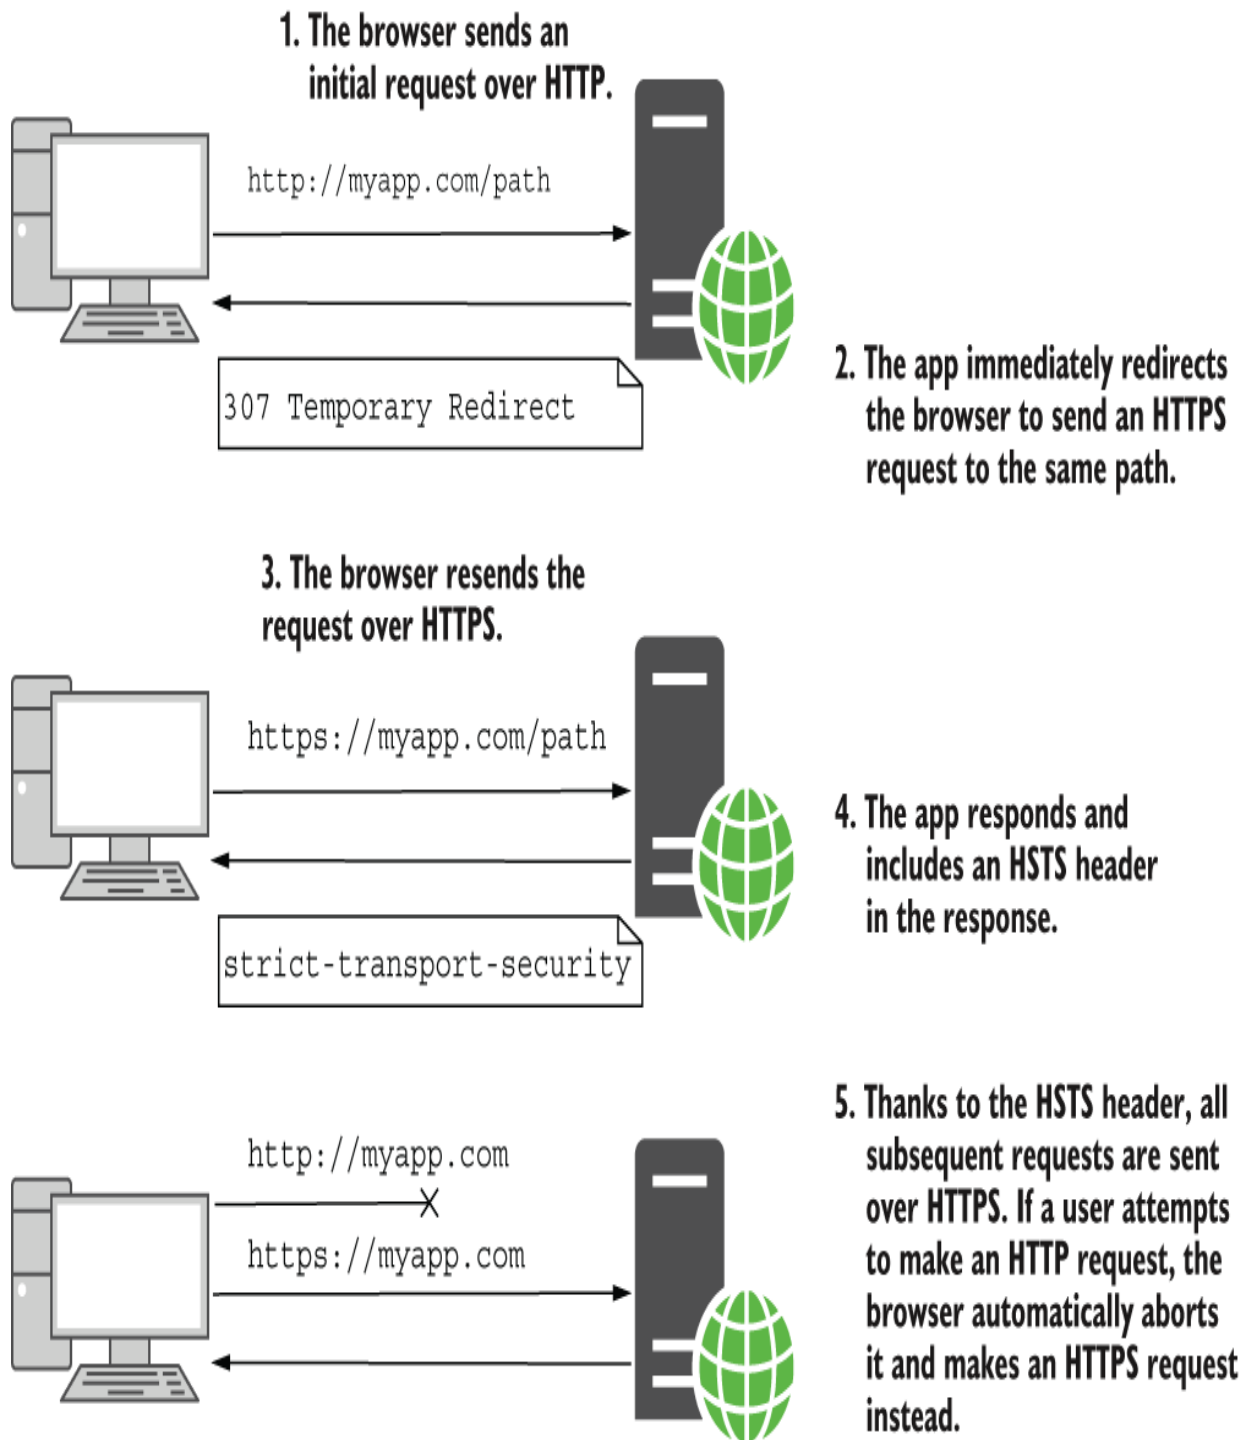 1. The browser sends an
initial request over HTTP.
http://myapp.com/path
307 Temporary Redirect
2. The app immediately redirects
the browser to send an HTTPS
request to the same path.
3. The browser resends the
request over HTTPS.
https://myapp.com/path
strict-transport-security
4. The app responds and
includes an HSTS header
in the response.
http://myapp.com
https://myapp.com
5. Thanks to the HSTS header, all
subsequent requests are sent
over HTTPS. If a user attempts
to make an HTTP request, the
browser automatically aborts
it and makes an HTTPS request
instead.